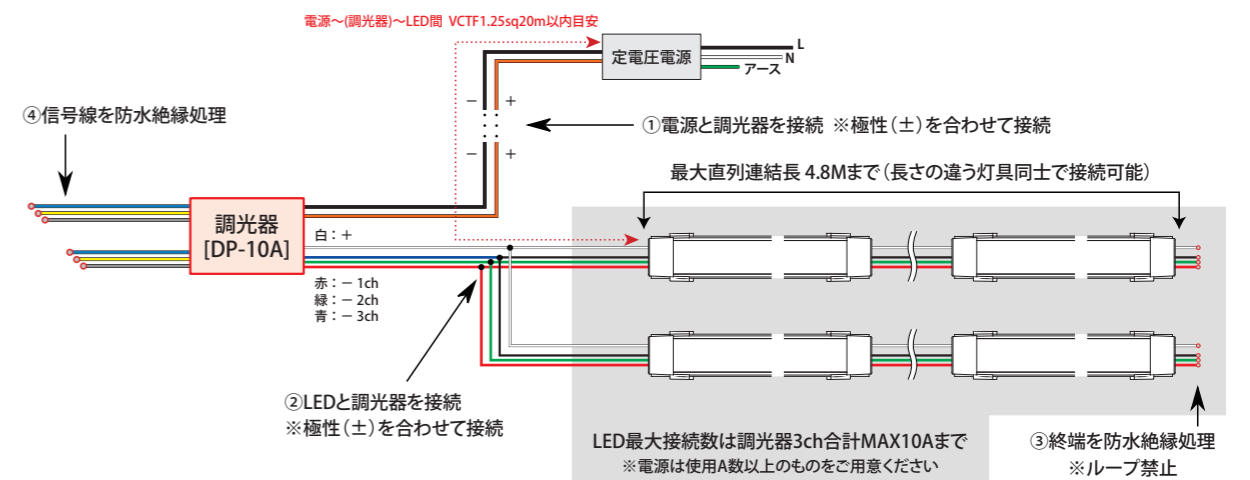 電源～(調光器)～LED間 VCTF1.25sq20m以内目安
定電圧電源
L
N
アース
④信号線を防水絶縁処理
－ ＋
①電源と調光器を接続 ※極性（±）を合わせて接続
－ ＋
最大直列連結長 4.8Mまで（長さの違う灯具同士で接続可能）
調光器
[DP-10A]
白：＋
赤：－ 1ch
緑：－ 2ch
青：－ 3ch
②LEDと調光器を接続
※極性（±）を合わせて接続
LED最大接続数は調光器3ch合計MAX10Aまで
※電源は使用A数以上のものをご用意ください
③終端を防水絶縁処理
※ループ禁止